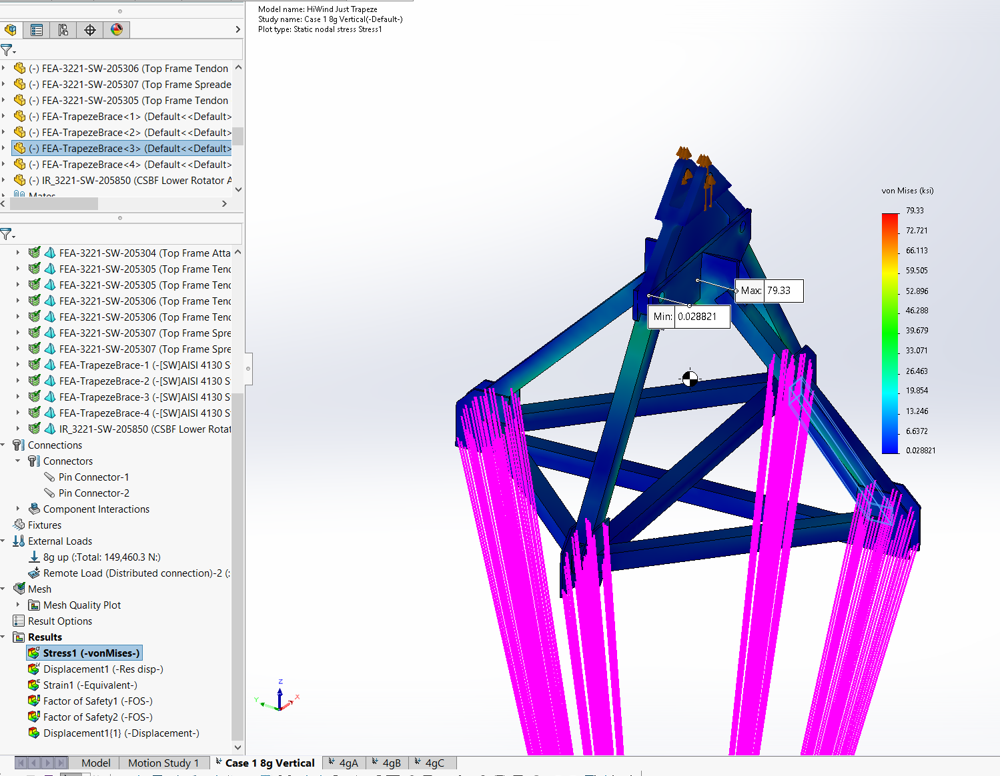 Model name: HiWind Just Trapeze
Study name: Case 1 8g Vertical(-Default-)
Plot type: Static nodal stress Stress1
(-) FEA-3221-SW-205306 (Top Frame Tendon
(-) FEA-3221-SW-205307 (Top Frame Spreade
(-) FEA-3221-SW-205305 (Top Frame Tendon
(-) FEA-TrapezeBrace<1> (Default<<Default>
(-) FEA-TrapezeBrace<2> (Default<<Default>
(-) FEA-TrapezeBrace<3> (Default<<Default>
(-) FEA-TrapezeBrace<4> (Default<<Default>
(-) IR_3221-SW-205850 (CSBF Lower Rotator A
Mates
FEA-3221-SW-205304 (Top Frame Atta
FEA-3221-SW-205305 (Top Frame Tend
FEA-3221-SW-205305 (Top Frame Tend
FEA-3221-SW-205306 (Top Frame Tend
FEA-3221-SW-205306 (Top Frame Tend
FEA-3221-SW-205307 (Top Frame Spre
FEA-3221-SW-205307 (Top Frame Spre
FEA-TrapezeBrace-1 (-[SW]AISI 4130 S
FEA-TrapezeBrace-2 (-[SW]AISI 4130 S
FEA-TrapezeBrace-3 (-[SW]AISI 4130 S
FEA-TrapezeBrace-4 (-[SW]AISI 4130 S
IR_3221-SW-205850 (CSBF Lower Rotat
Connections
Connectors
Pin Connector-1
Pin Connector-2
Component Interactions
Fixtures
External Loads
8g up (:Total: 149,460.3 N:)
Remote Load (Distributed connection)-2 (:
Mesh
Mesh Quality Plot
Result Options
Results
Stress1 (-vonMises-)
Displacement1 (-Res disp-)
Strain1 (-Equivalent-)
Factor of Safety1 (-FOS-)
Factor of Safety2 (-FOS-)
Displacement1{1} (-Displacement-)
Max: 79.33
Min: 0.028821
von Mises (ksi)
79.33
72.721
66.113
59.505
52.896
46.288
39.679
33.071
26.463
19.854
13.246
6.6372
0.028821
Z
Y
X
Model
Motion Study 1
Case 1 8g Vertical
4gA
4gB
4gC